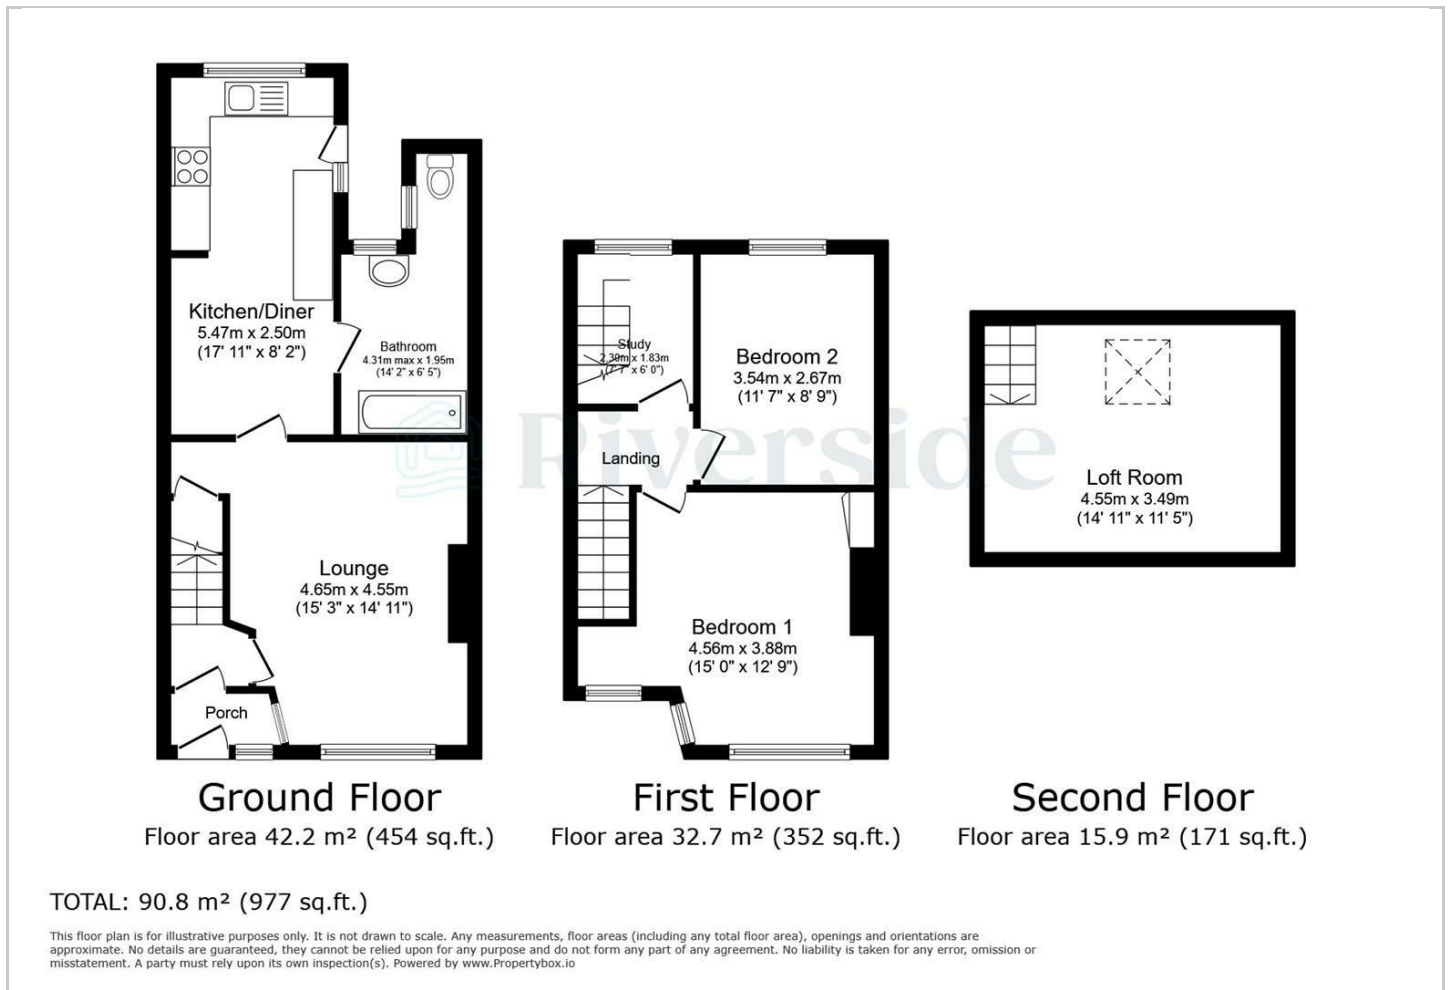 Kitchen/Diner
5.47m x 2.50m
(17' 11" x 8' 2")
Bathroom
4.31m max x 1.95m
(14' 2" x 6' 5")
Lounge
4.65m x 4.55m
(15' 3" x 14' 11")
Porch
Ground Floor
Floor area 42.2 m² (454 sq.ft.)
Study
2.30m x 1.83m
(7' 7" x 6' 0")
Bedroom 2
3.54m x 2.67m
(11' 7" x 8' 9")
Landing
Bedroom 1
4.56m x 3.88m
(15' 0" x 12' 9")
First Floor
Floor area 32.7 m² (352 sq.ft.)
Loft Room
4.55m x 3.49m
(14' 11" x 11' 5")
Second Floor
Floor area 15.9 m² (171 sq.ft.)
Riverside
TOTAL: 90.8 m² (977 sq.ft.)
This floor plan is for illustrative purposes only. It is not drawn to scale. Any measurements, floor areas (including any total floor area), openings and orientations are
approximate. No details are guaranteed, they cannot be relied upon for any purpose and do not form any part of any agreement. No liability is taken for any error, omission or
misstatement. A party must rely upon its own inspection(s). Powered by www.Propertybox.io